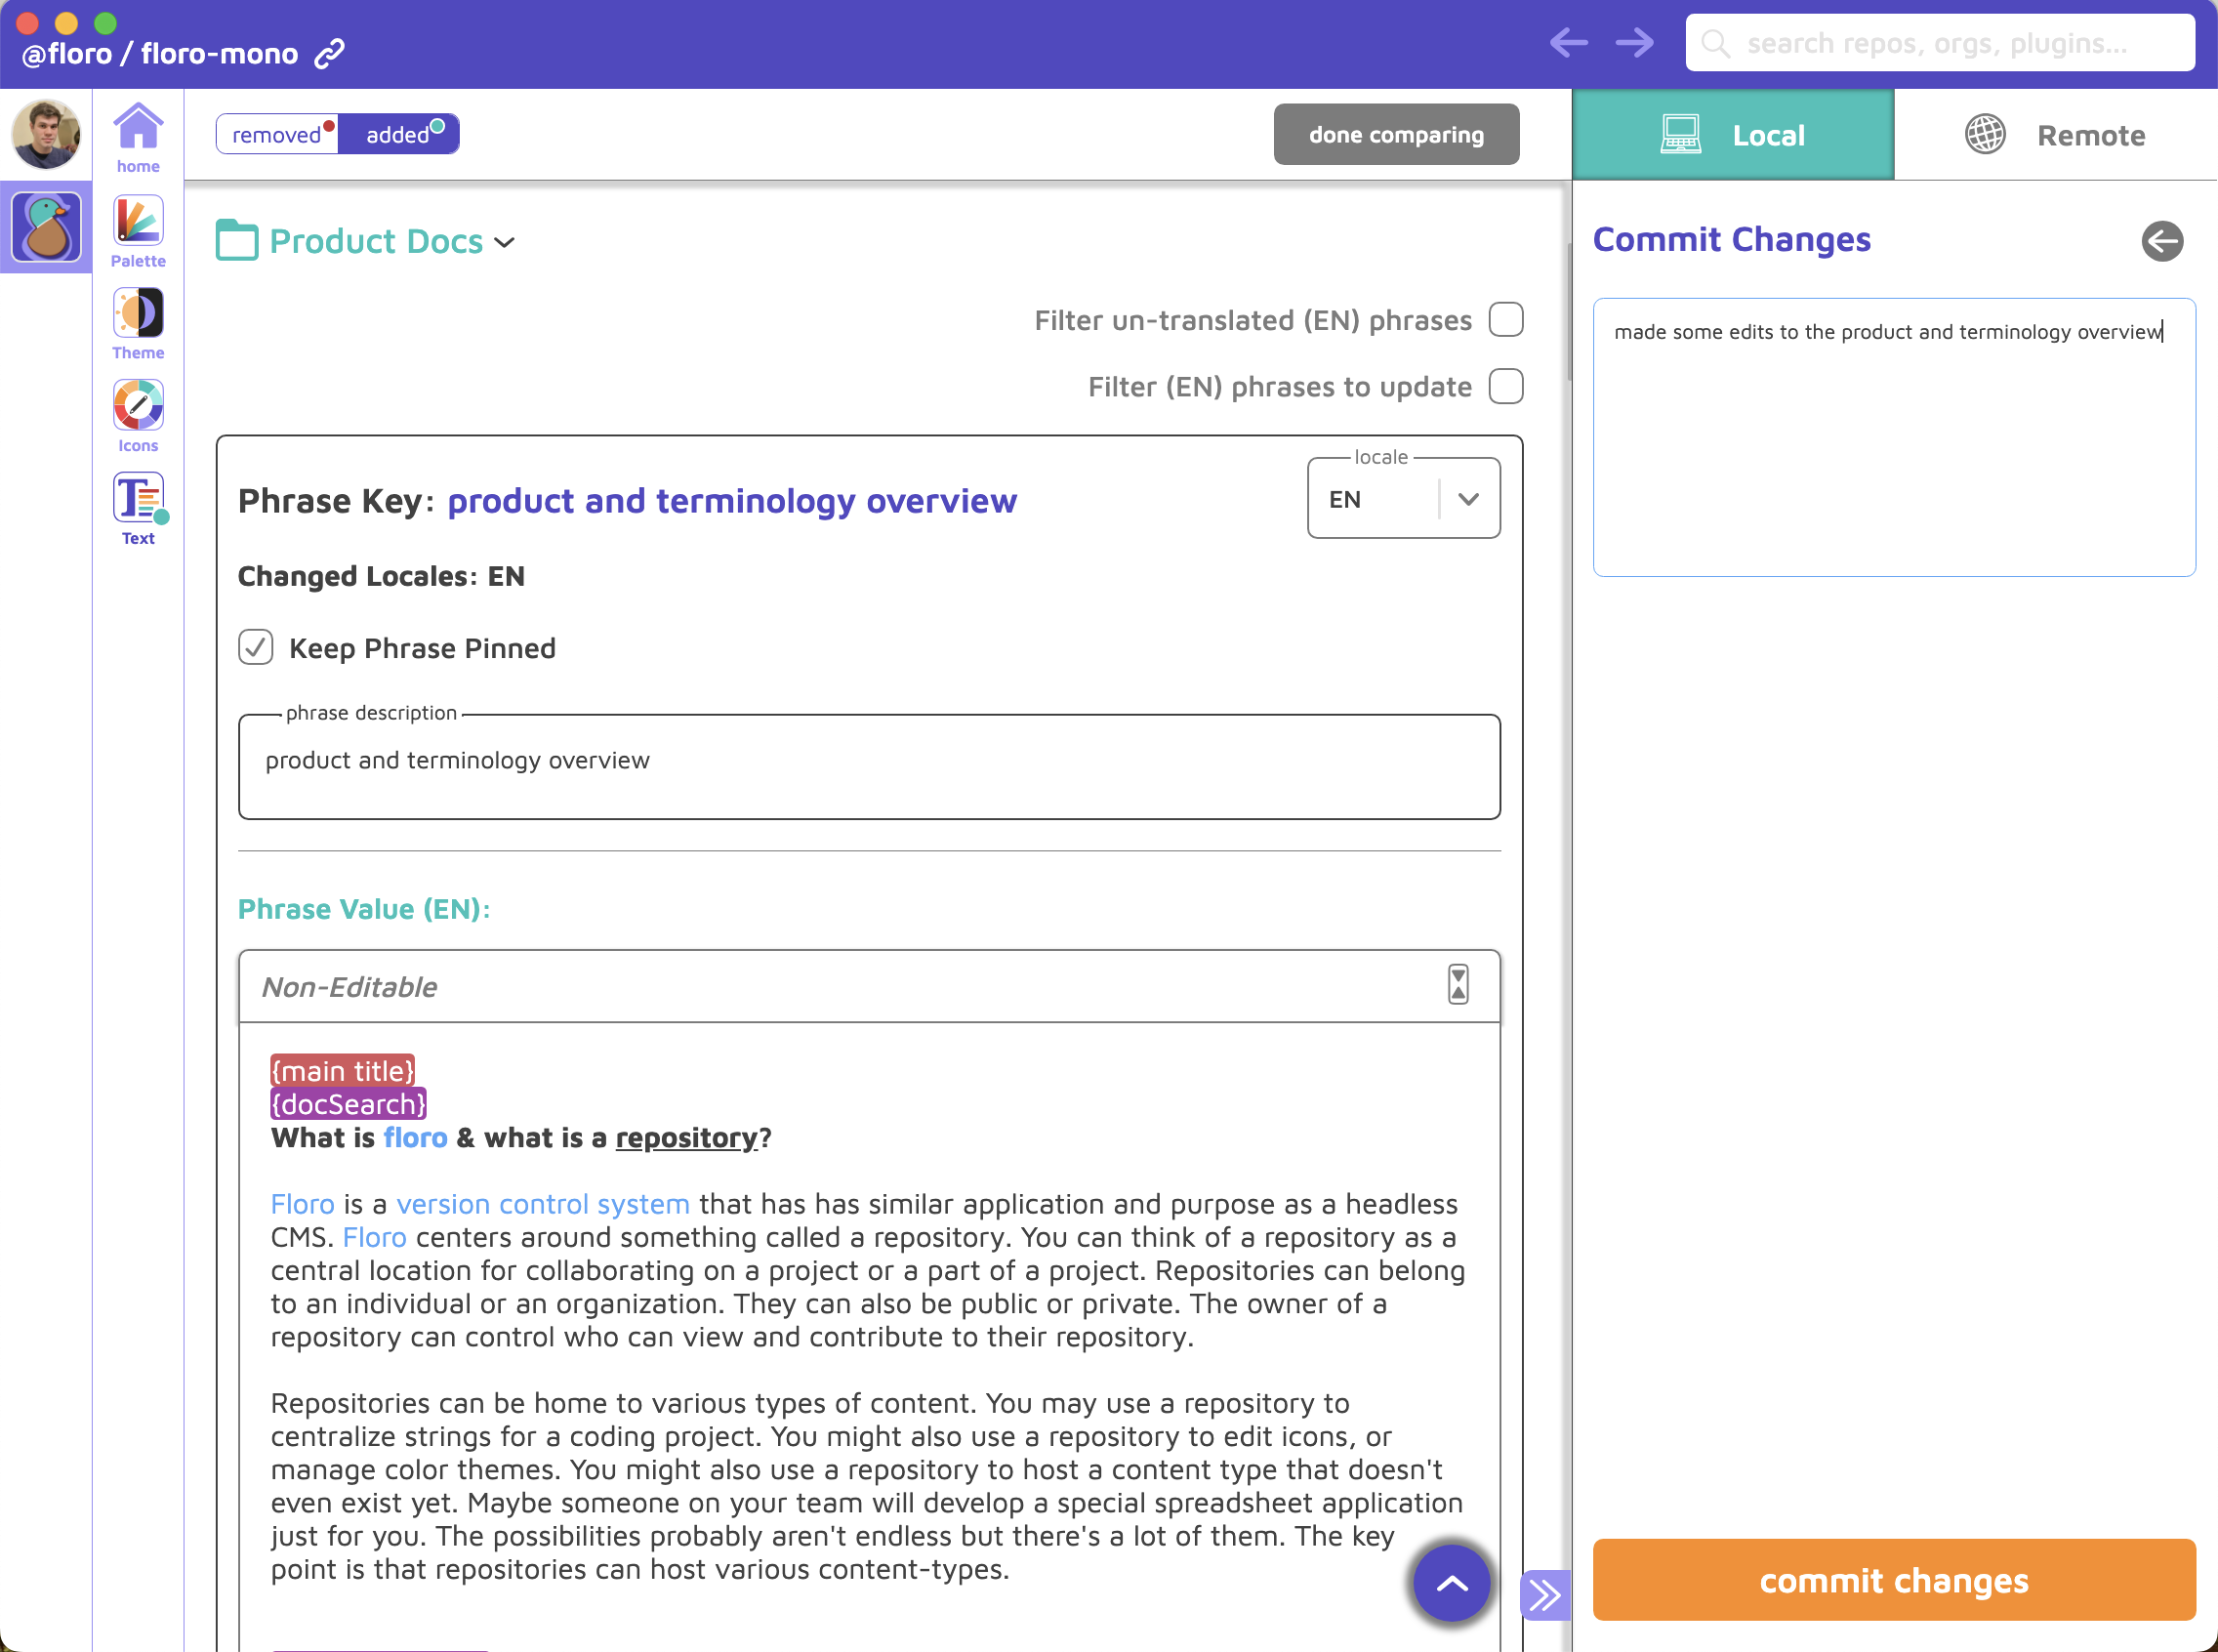 @floro / floro-mono
search repos, orgs, plugins...
home
Palette
Theme
Icons
Text
removed
added
done comparing
Product Docs
Filter un-translated (EN) phrases
Filter (EN) phrases to update
Phrase Key: product and terminology overview
locale
EN
Changed Locales: EN
Keep Phrase Pinned
phrase description
product and terminology overview
Phrase Value (EN):
Non-Editable
{main title}
{docSearch}
What is floro & what is a repository?
Floro is a version control system that has has similar application and purpose as a headless
CMS. Floro centers around something called a repository. You can think of a repository as a
central location for collaborating on a project or a part of a project. Repositories can belong
to an individual or an organization. They can also be public or private. The owner of a
repository can control who can view and contribute to their repository.
Repositories can be home to various types of content. You may use a repository to
centralize strings for a coding project. You might also use a repository to edit icons, or
manage color themes. You might also use a repository to host a content type that doesn't
even exist yet. Maybe someone on your team will develop a special spreadsheet application
just for you. The possibilities probably aren't endless but there's a lot of them. The key
point is that repositories can host various content-types.
Local
Remote
Commit Changes
made some edits to the product and terminology overview
commit changes